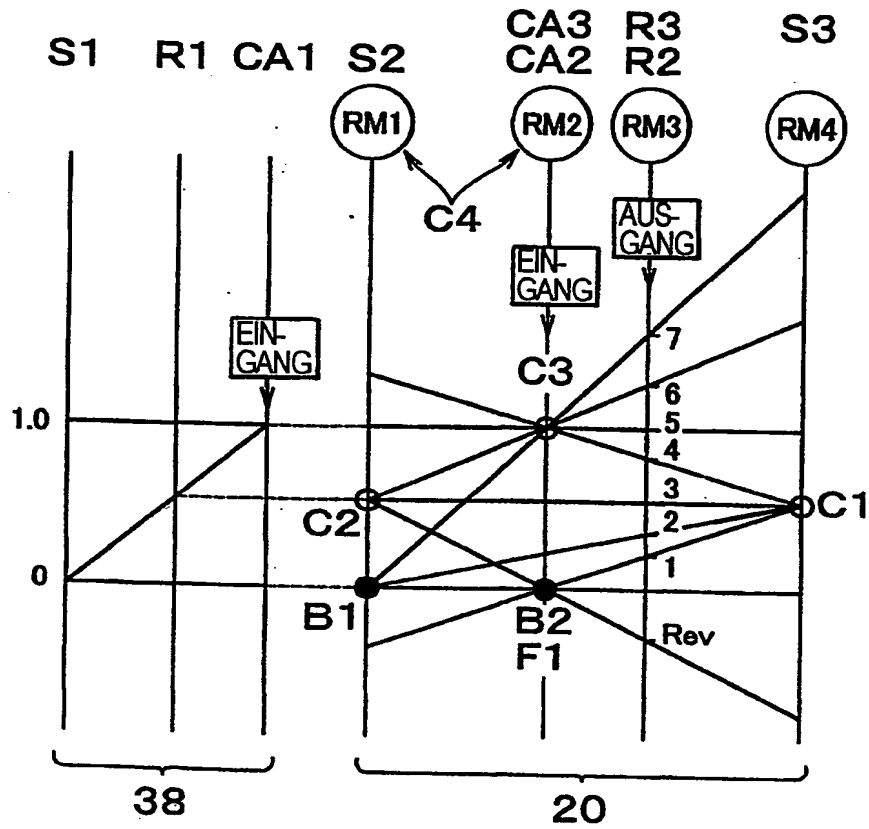 CA3 R3 S3
S1 R1 CA1 S2 CA2 R2
RM1 RM2 RM3 RM4
C4
AUS-
GANG
EIN-
GANG
EIN-
GANG
7
C3
6
1.0
5
4
3
C1
C2
2
0
1
B1
B2
Rev
F1
38
20